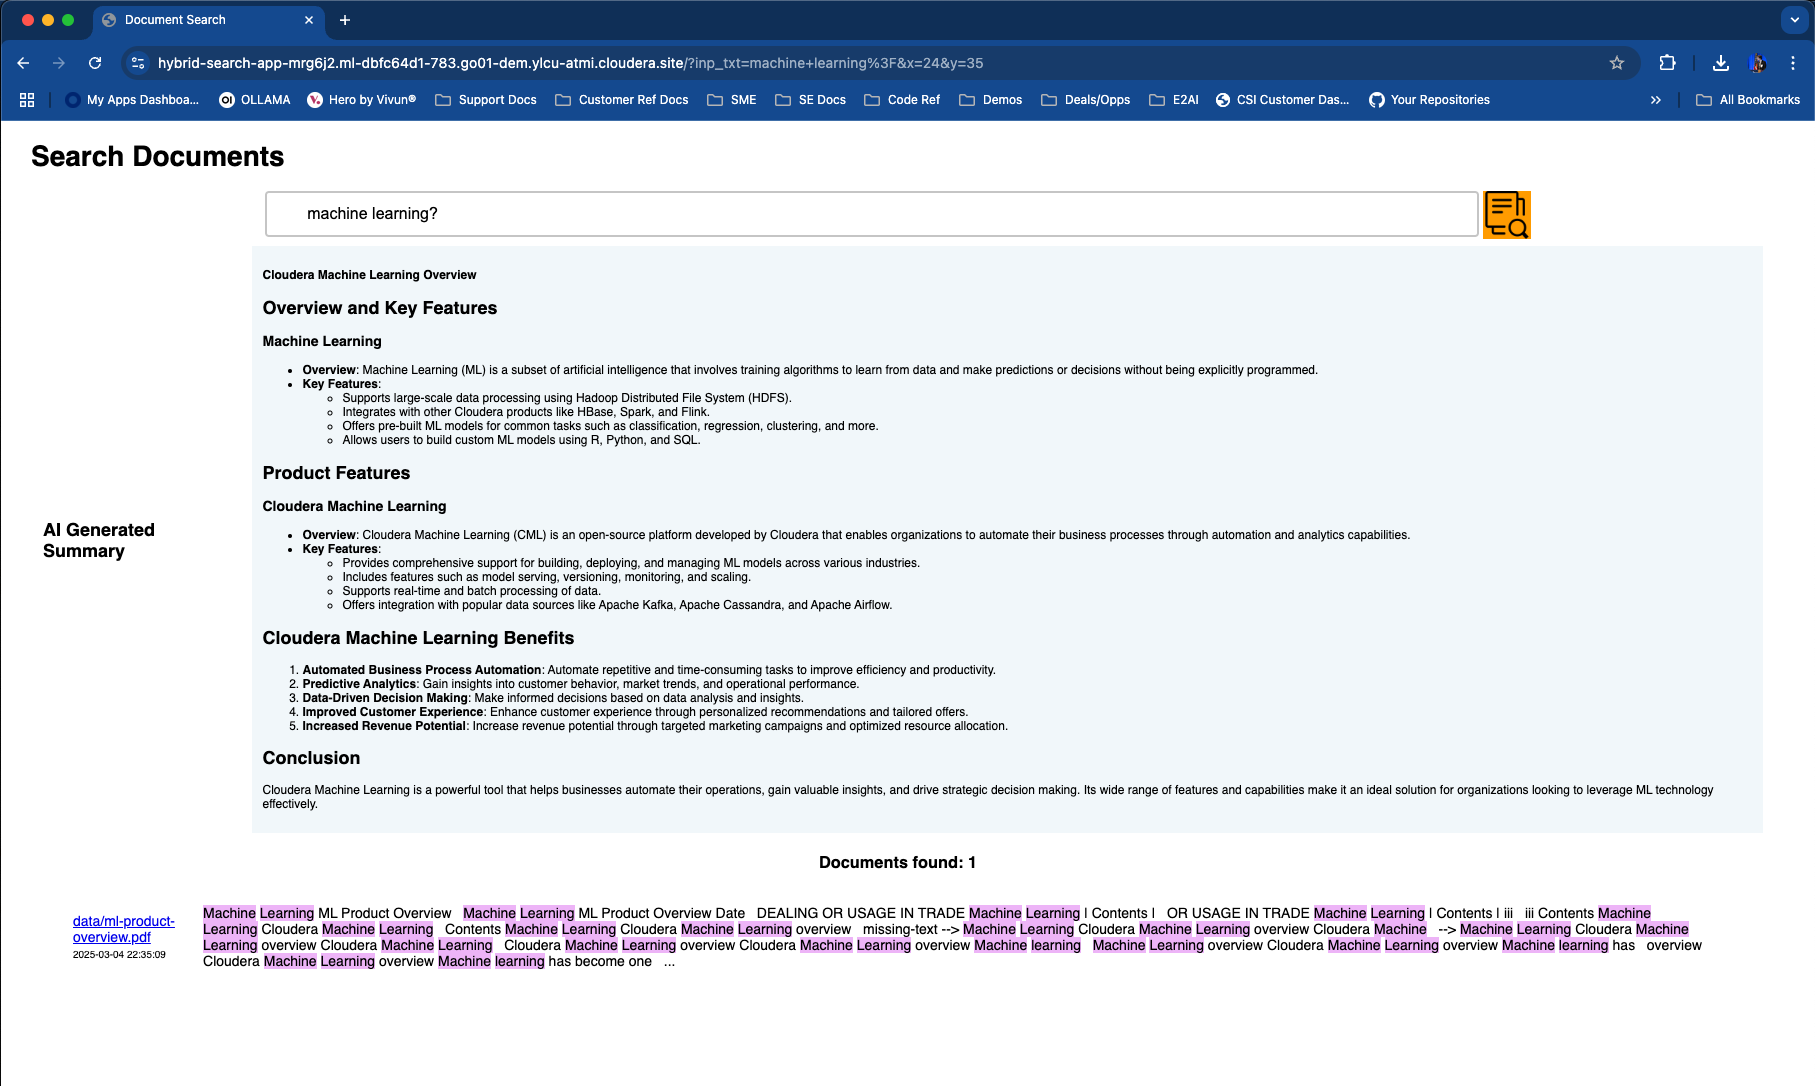 Document Search
hybrid-search-app-mrg6j2.ml-dbfc64d1-783.go01-dem.ylcu-atmi.cloudera.site/?inp_txt=machine+learning%3F&x=24&y=35
My Apps Dashboa... OLLAMA Hero by Vivun® Support Docs Customer Ref Docs SME SE Docs Code Ref Demos Deals/Opps E2AI CSI Customer Das... Your Repositories » All Bookmarks
Search Documents
machine learning?
AI Generated
Summary
Cloudera Machine Learning Overview
Overview and Key Features
Machine Learning
• Overview: Machine Learning (ML) is a subset of artificial intelligence that involves training algorithms to learn from data and make predictions or decisions without being explicitly programmed.
• Key Features:
◦ Supports large-scale data processing using Hadoop Distributed File System (HDFS).
◦ Integrates with other Cloudera products like HBase, Spark, and Flink.
◦ Offers pre-built ML models for common tasks such as classification, regression, clustering, and more.
◦ Allows users to build custom ML models using R, Python, and SQL.
Product Features
Cloudera Machine Learning
• Overview: Cloudera Machine Learning (CML) is an open-source platform developed by Cloudera that enables organizations to automate their business processes through automation and analytics capabilities.
• Key Features:
◦ Provides comprehensive support for building, deploying, and managing ML models across various industries.
◦ Includes features such as model serving, versioning, monitoring, and scaling.
◦ Supports real-time and batch processing of data.
◦ Offers integration with popular data sources like Apache Kafka, Apache Cassandra, and Apache Airflow.
Cloudera Machine Learning Benefits
1. Automated Business Process Automation: Automate repetitive and time-consuming tasks to improve efficiency and productivity.
2. Predictive Analytics: Gain insights into customer behavior, market trends, and operational performance.
3. Data-Driven Decision Making: Make informed decisions based on data analysis and insights.
4. Improved Customer Experience: Enhance customer experience through personalized recommendations and tailored offers.
5. Increased Revenue Potential: Increase revenue potential through targeted marketing campaigns and optimized resource allocation.
Conclusion
Cloudera Machine Learning is a powerful tool that helps businesses automate their operations, gain valuable insights, and drive strategic decision making. Its wide range of features and capabilities make it an ideal solution for organizations looking to leverage ML technology
effectively.
Documents found: 1
data/ml-product-
overview.pdf
2025-03-04 22:35:09
Machine Learning ML Product Overview Machine Learning ML Product Overview Date DEALING OR USAGE IN TRADE Machine Learning | Contents | OR USAGE IN TRADE Machine Learning | Contents | iii iii Contents Machine
Learning Cloudera Machine Learning Contents Machine Learning Cloudera Machine Learning overview missing-text --> Machine Learning Cloudera Machine Learning overview Cloudera Machine --> Machine Learning Cloudera Machine
Learning overview Cloudera Machine Learning Cloudera Machine Learning overview Cloudera Machine Learning overview Machine learning Machine Learning overview Cloudera Machine Learning overview Machine learning has overview
Cloudera Machine Learning overview Machine learning has become one ...